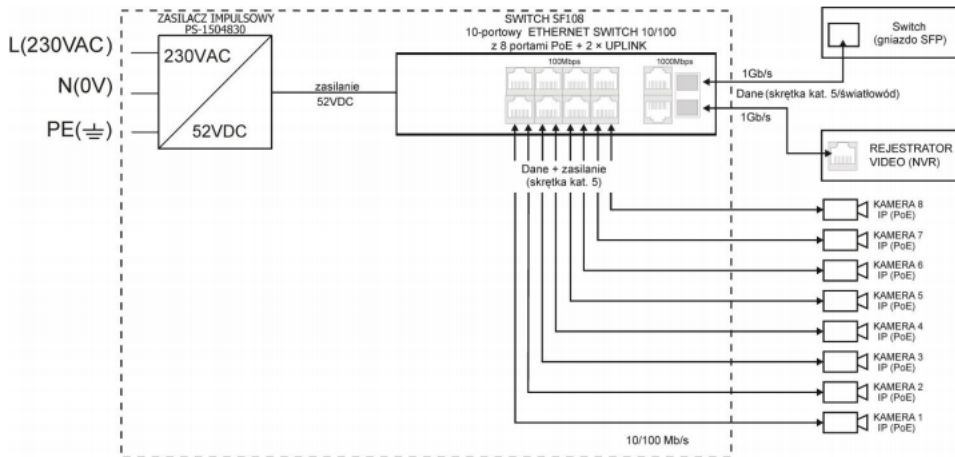 ZASILACZ IMPULSOWY
PS-1504830
L(230VAC)
N(0V)
PE(⏚)
230VAC
52VDC
zasilanie
52VDC
SWITCH SF108
10-portowy ETHERNET SWITCH 10/100
z 8 portami PoE + 2 × UPLINK
100Mbps
1000Mbps
Switch
(gniazdo SFP)
1Gb/s
Dane (skrętka kat. 5/światłowód)
1Gb/s
REJESTRATOR
VIDEO (NVR)
Dane + zasilanie
(skrętka kat. 5)
KAMERA 8
IP (PoE)
KAMERA 7
IP (PoE)
KAMERA 6
IP (PoE)
KAMERA 5
IP (PoE)
KAMERA 4
IP (PoE)
KAMERA 3
IP (PoE)
KAMERA 2
IP (PoE)
KAMERA 1
IP (PoE)
10/100 Mb/s